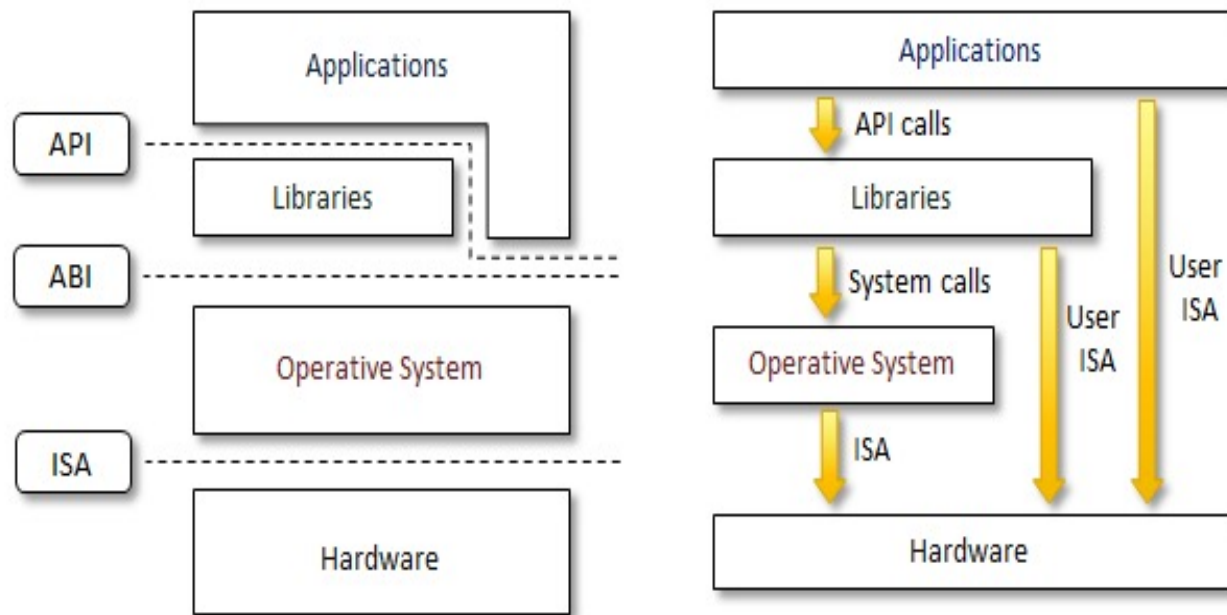 Applications
API
Libraries
ABI
Operative System
ISA
Hardware
Applications
API calls
Libraries
System calls
User
ISA
User
ISA
Operative System
ISA
Hardware